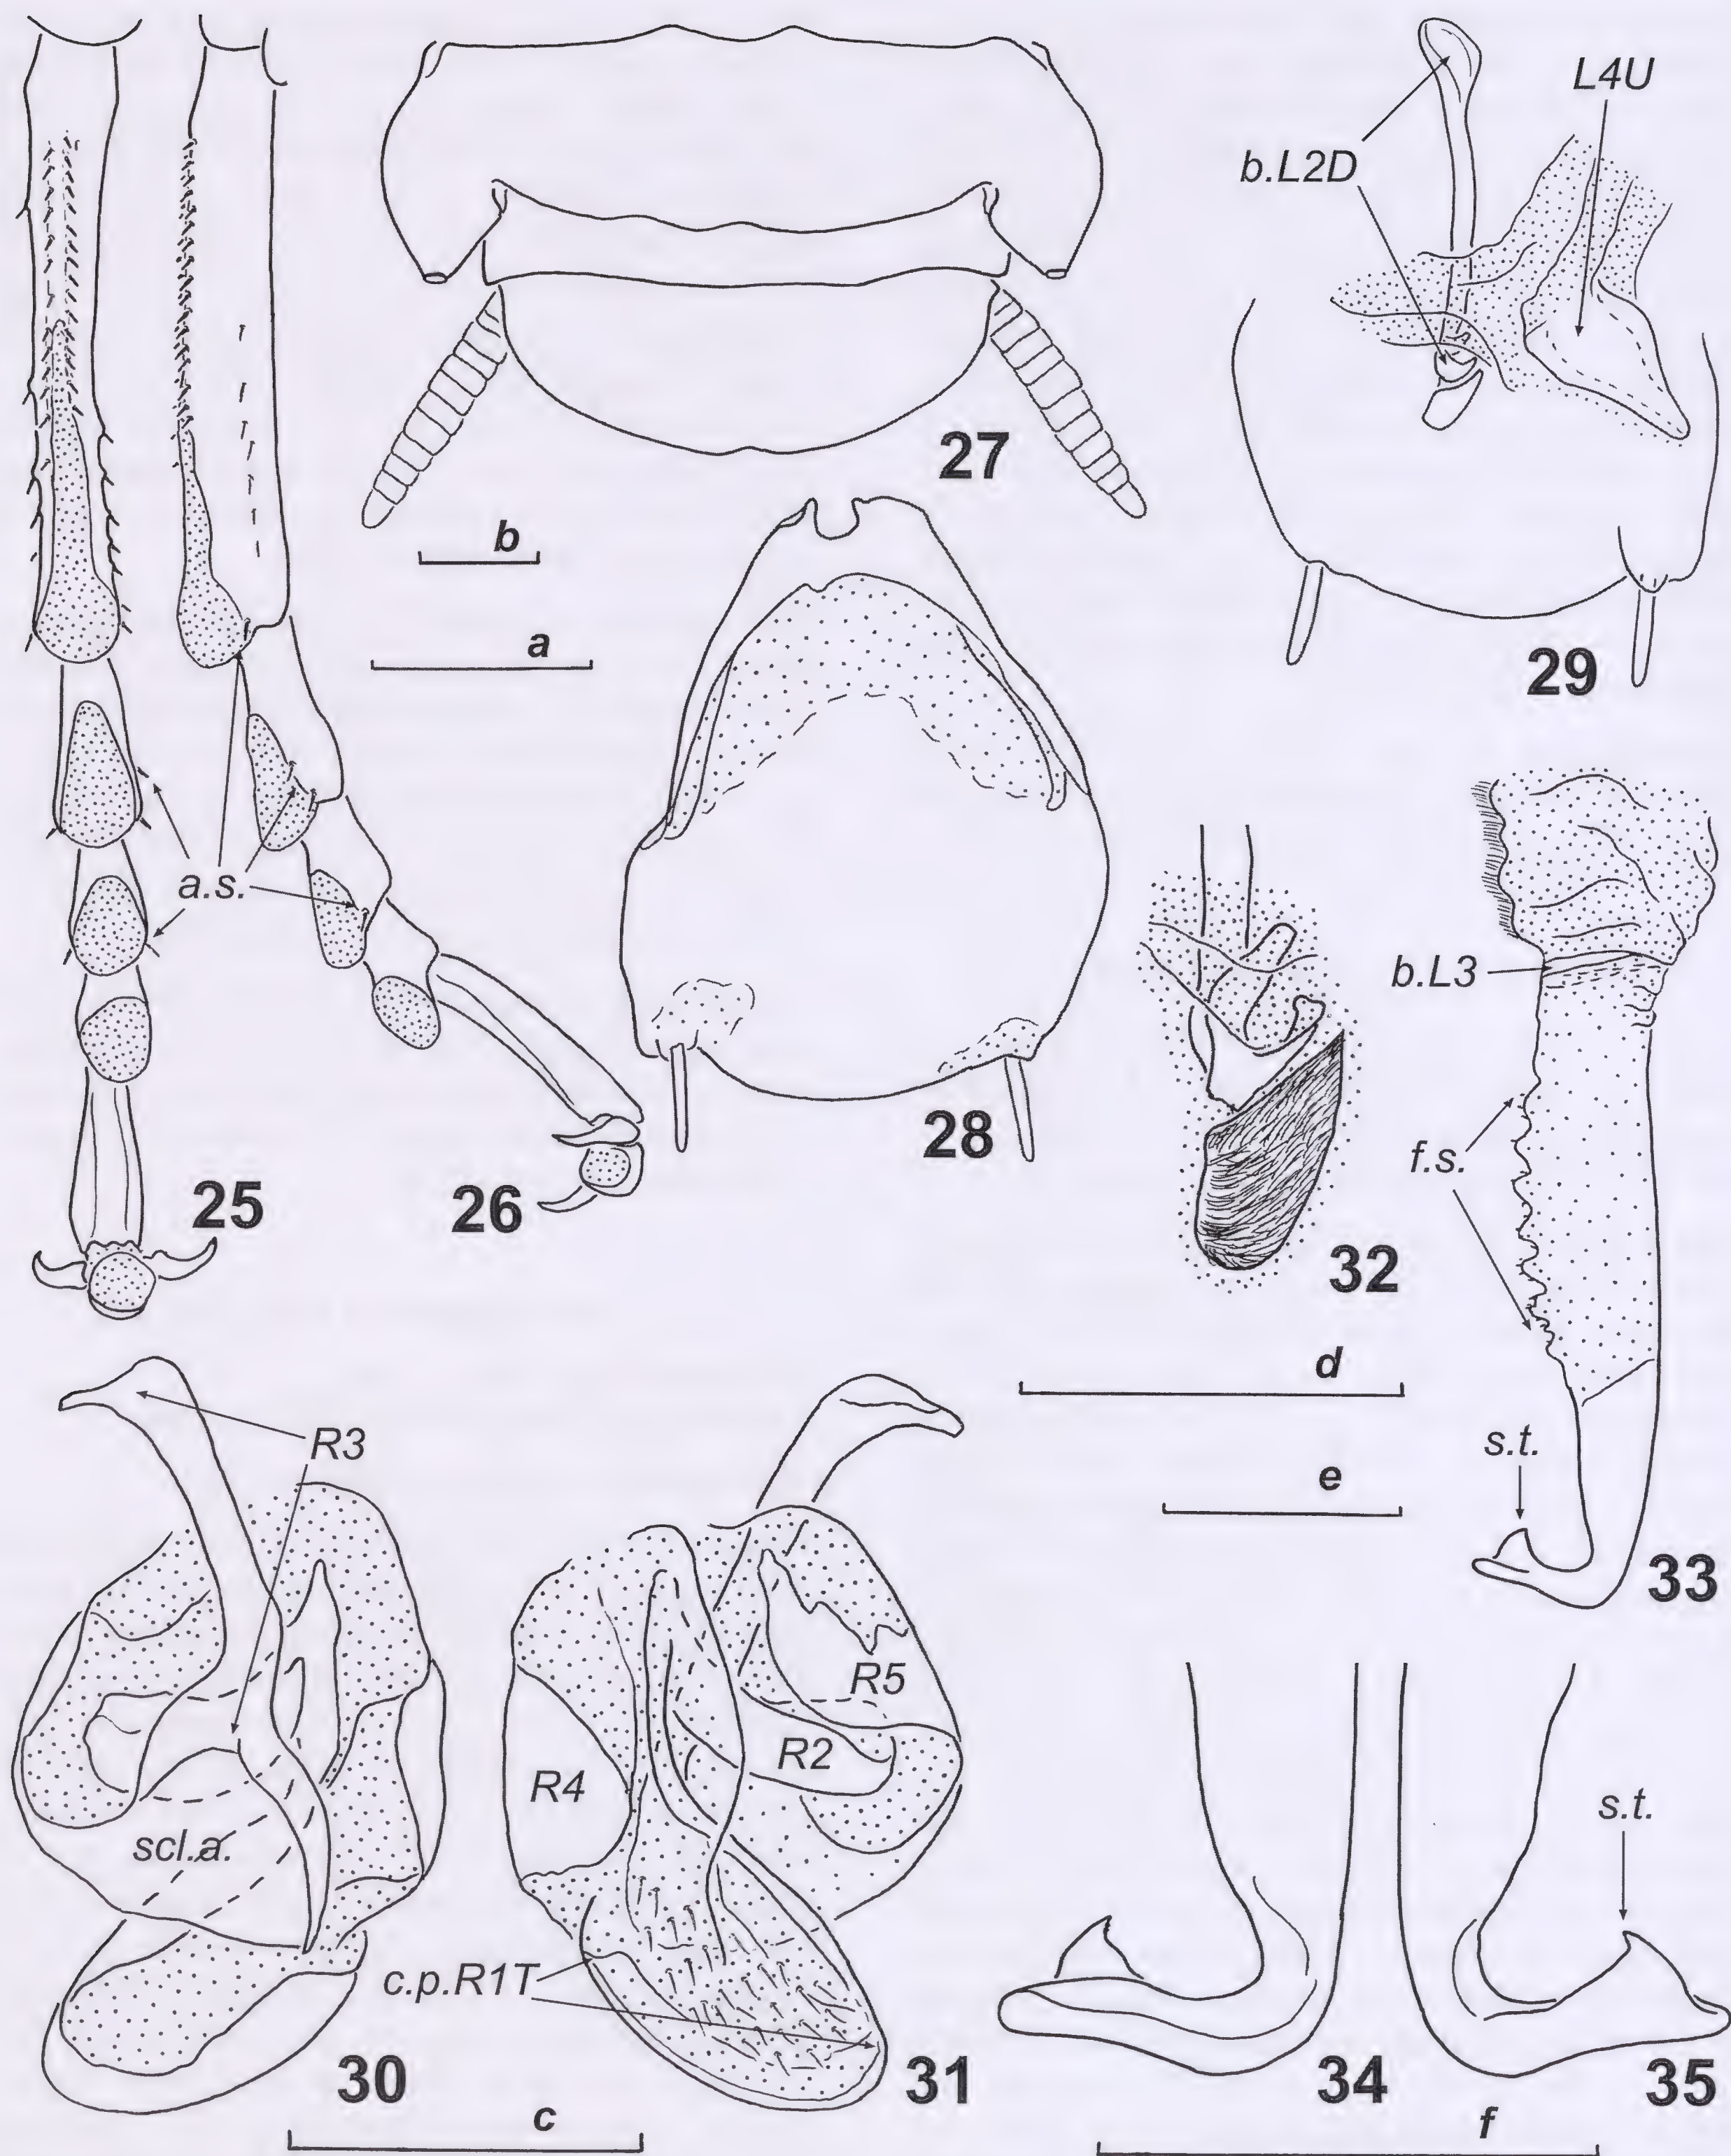 L4U
b.L2D
27
b
a
29
28
a.s.
25
26
32
b.L3
f.s.
d
e
s.t.
33
R3
scl.a.
R5
R2
R4
c.p.R1T
s.t.
30
31
34
35
c
f